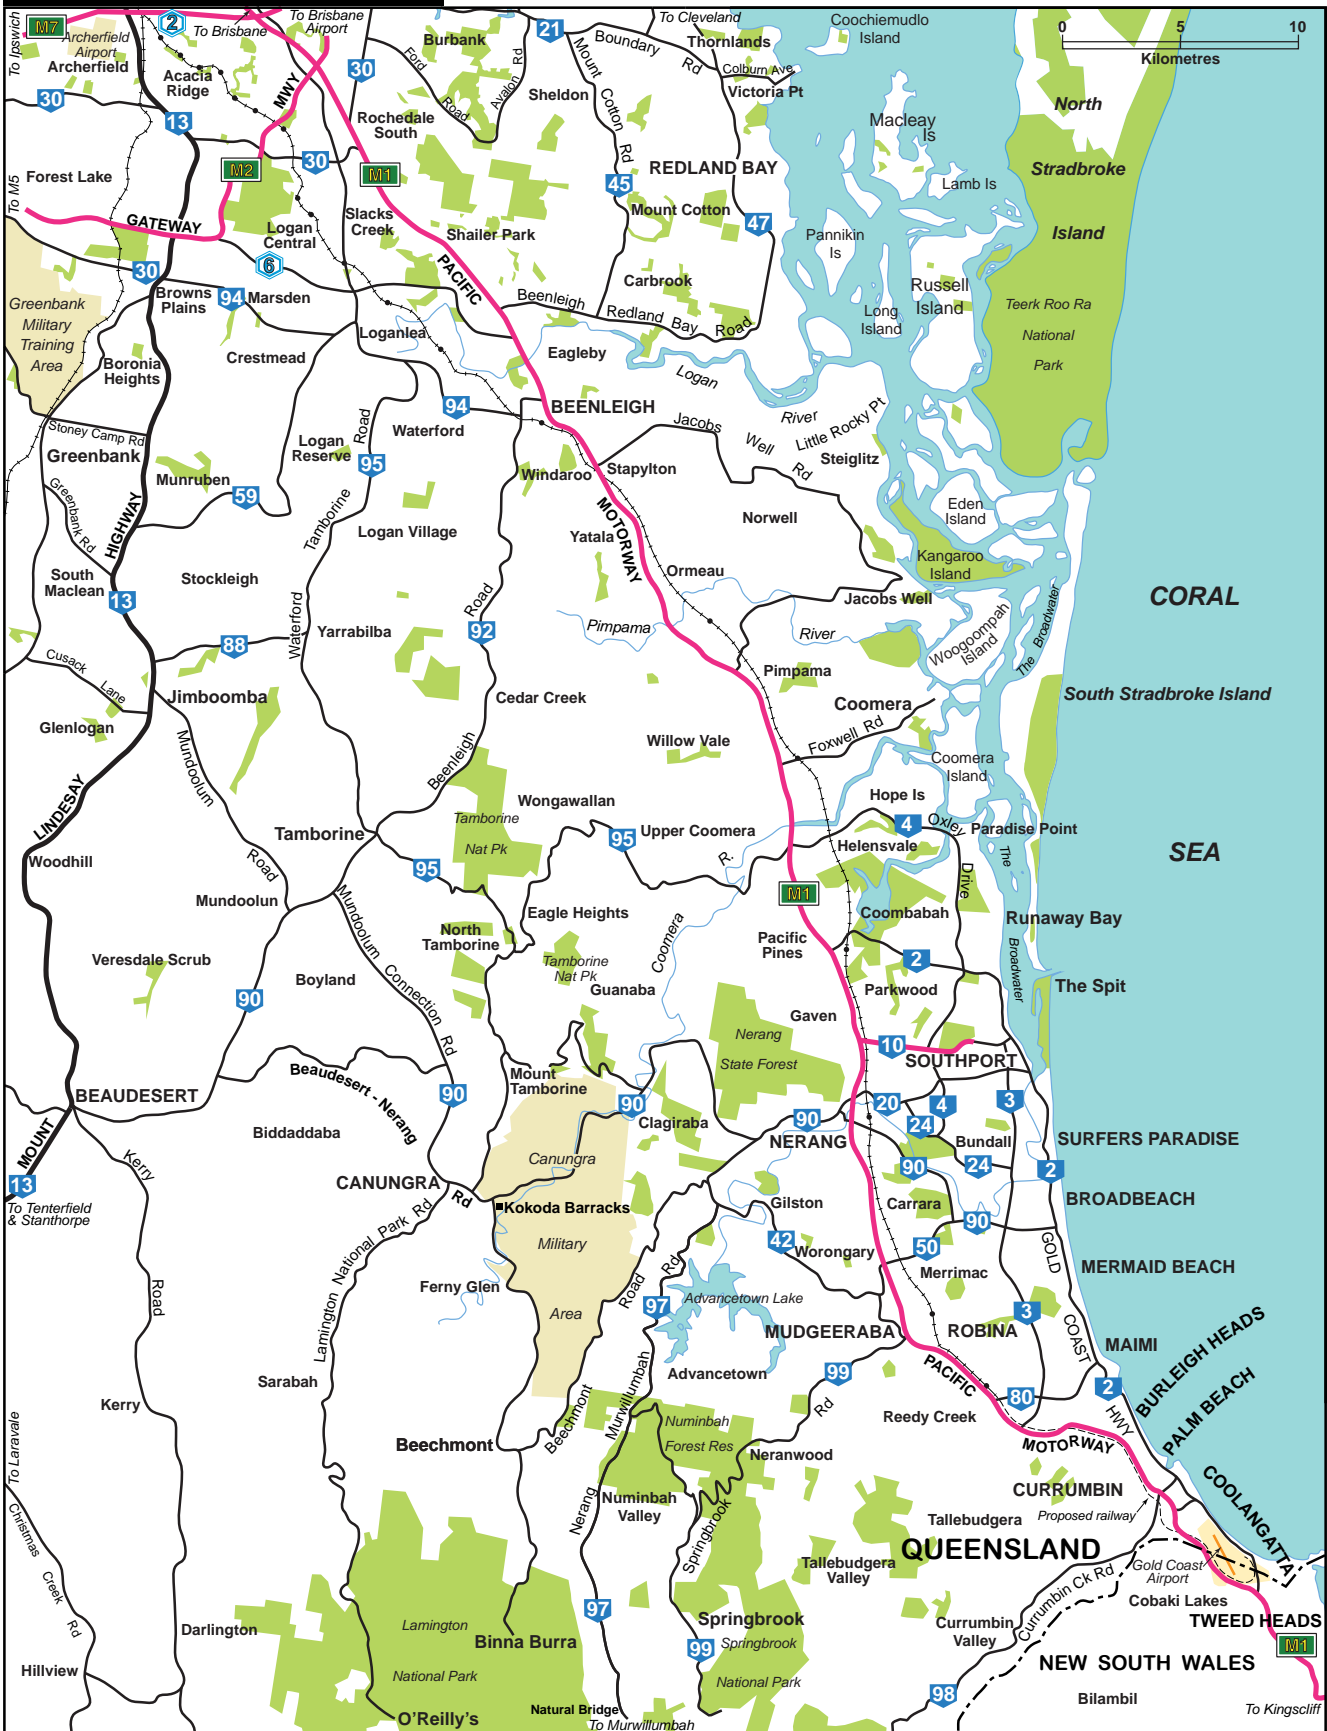 To Ipswich
M7
2
To Brisbane
To Brisbane
Airport
Archerfield
Airport
Archerfield
Acacia
Ridge
MWY
30
Ford
Road
Burbank
Avalon Rd
21
Boundary
Rd
To Cleveland
Thornlands
Colburn Ave
Victoria Pt
Coochiemudlo
Island
0 5 10
Kilometres
30
13
Rochedale
South
Sheldon
Mount
Cotton
Rd
Macleay
Is
North
Stradbroke
Island
M2
30
M1
45
REDLAND BAY
Lamb Is
To M5
Forest Lake
GATEWAY
Logan
Central
Slacks
Creek
Shailer Park
Mount Cotton
47
Pannikin
Is
6
30
PACIFIC
Carbrook
Russell
Island
Long
Island
Teerk Roo Ra
National
Park
Greenbank
Military
Training
Area
Browns
Plains
94
Marsden
Loganlea
Beenleigh
Redland Bay
Road
Boronia
Heights
Crestmead
Eagleby
Logan
River
Stoney Camp Rd
Greenbank
Logan
Reserve
Road
95
94
Waterford
BEENLEIGH
Jacobs
Well
Rd
Little Rocky Pt
Steiglitz
Munruben
59
Windaroo
Stapylton
Greenbank Rd
HIGHWAY
Tamborine
Logan Village
MOTORWAY
Yatala
Norwell
Eden
Island
Kangaroo
Island
South
Maclean
13
Stockleigh
Ormeau
Jacobs Well
CORAL
SEA
Waterford
Yarrabilba
Road
92
Pimpama
River
Woogoompah
Island
The Broadwater
88
Cusack
Lane
Jimboomba
Pimpama
Cedar Creek
Coomera
South Stradbroke Island
Glenlogan
Mundoolum
Road
Willow Vale
Foxwell Rd
Coomera
Island
LINDESAY
Beenleigh
Hope Is
Tamborine
Nat Pk
Wongawallan
Tamborine
95
Upper Coomera
R.
4
Oxley
Drive
Paradise Point
Woodhill
95
Helensvale
The
Broadwater
Mundoolun
Mundoolum
Connection
Rd
M1
Eagle Heights
Coomera
Coombabah
Runaway Bay
North
Tamborine
Pacific
Pines
2
Veresdale Scrub
Tamborine
Nat Pk
Guanaba
Parkwood
The Spit
Boyland
90
Gaven
Nerang
State Forest
10
SOUTHPORT
Mount
Tamborine
BEAUDESERT
Beaudesert - Nerang
Rd
90
90
Clagiraba
20
4
3
24
Biddaddaba
90
NERANG
Bundall
24
SURFERS PARADISE
MOUNT
13
To Tenterfield
& Stanthorpe
Kerry
Road
Canungra
Military
Area
CANUNGRA
Kokoda Barracks
90
2
Gilston
Carrara
BROADBEACH
90
Lamington National Park Rd
42
Worongary
50
GOLD
COAST
HWY
Merrimac
MERMAID BEACH
Ferny Glen
Road
Rd
97
Advancetown Lake
3
MUDGEERABA
ROBINA
MAIMI
BURLEIGH HEADS
Sarabah
Advancetown
99
Rd
PACIFIC
2
PALM BEACH
Kerry
Beechmont
Murwillumbah
Reedy Creek
80
To Laravale
Beechmont
Numinbah
Forest Res
Neranwood
MOTORWAY
CURRUMBIN
COOLANGATTA
Numinbah
Valley
Nerang
Springbrook
Proposed railway
Tallebudgera
QUEENSLAND
Christmas
Creek
Rd
Tallebudgera
Valley
Gold Coast
Airport
Currumbin Ck Rd
Cobaki Lakes
97
Darlington
Lamington
National Park
Binna Burra
Springbrook
Springbrook
National Park
99
Currumbin
Valley
TWEED HEADS
M1
Hillview
NEW SOUTH WALES
98
Bilambil
O'Reilly's
Natural Bridge
To Murwillumbah
To Kingscliff